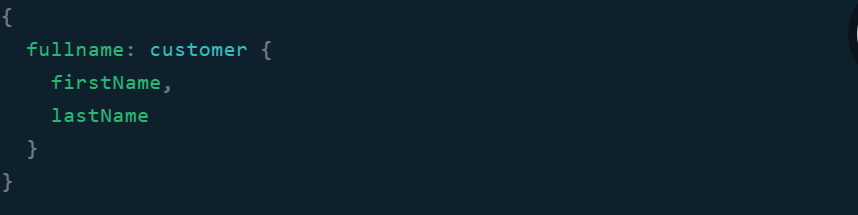 {
  fullname: customer {
    firstName,
    lastName
  }
}